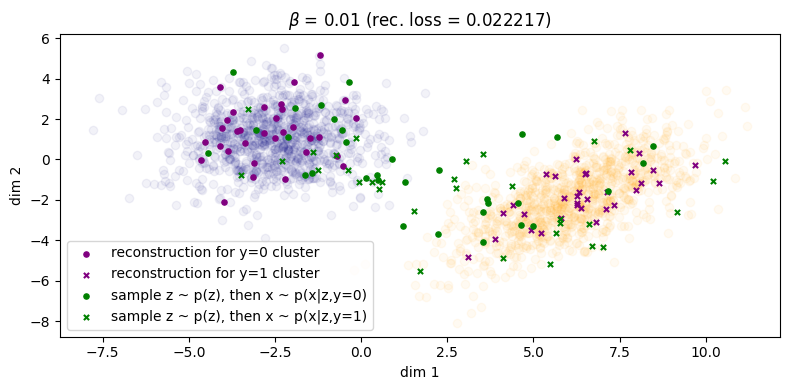 β = 0.01 (rec. loss = 0.022217)
6
4
2
0
−2
−4
−6
−8
dim 2
reconstruction for y=0 cluster
reconstruction for y=1 cluster
sample z ~ p(z), then x ~ p(x|z,y=0)
sample z ~ p(z), then x ~ p(x|z,y=1)
−7.5 −5.0 −2.5 0.0 2.5 5.0 7.5 10.0
dim 1